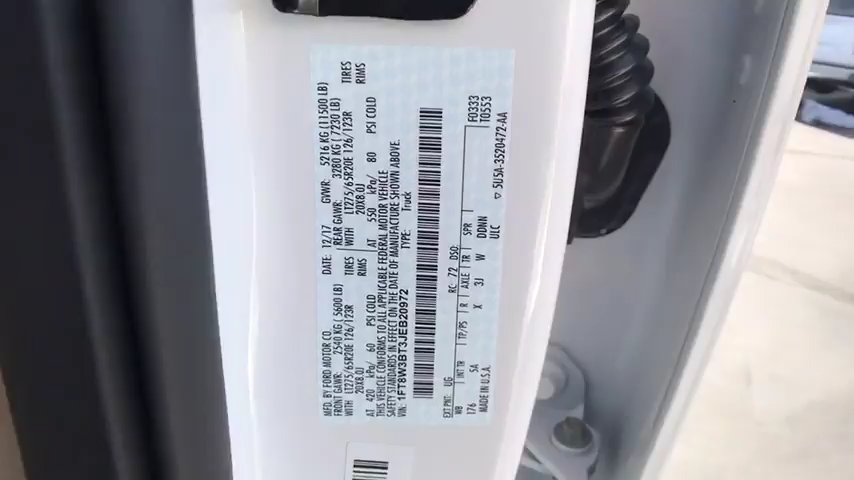 MFD. BY FORD MOTOR CO.
DATE: 12/17 GVWR: 5216 KG (11500 LB)
FRONT GAWR: 2540 KG (5600 LB) REAR GAWR: 3280 KG (7230 LB)
WITH LT275/65R20E 126/123R TIRES WITH LT275/65R20E 126/123R TIRES
20X8.0J RIMS 20X8.0J RIMS
AT 420 kPa/ 60 PSI COLD AT 550 kPa/ 80 PSI COLD
THIS VEHICLE CONFORMS TO ALL APPLICABLE FEDERAL MOTOR VEHICLE
SAFETY STANDARDS IN EFFECT ON THE DATE OF MANUFACTURE SHOWN ABOVE.
VIN: 1FT8W3BT3JEB20972 TYPE: Truck
EXT PNT: UG RC: 72 DSO: F0333
WB INT TR TP/PS R AXLE TR SPR T0553
176 SA X 3J W DDNN
MADE IN U.S.A. ULC 5U5A-3520472-AA